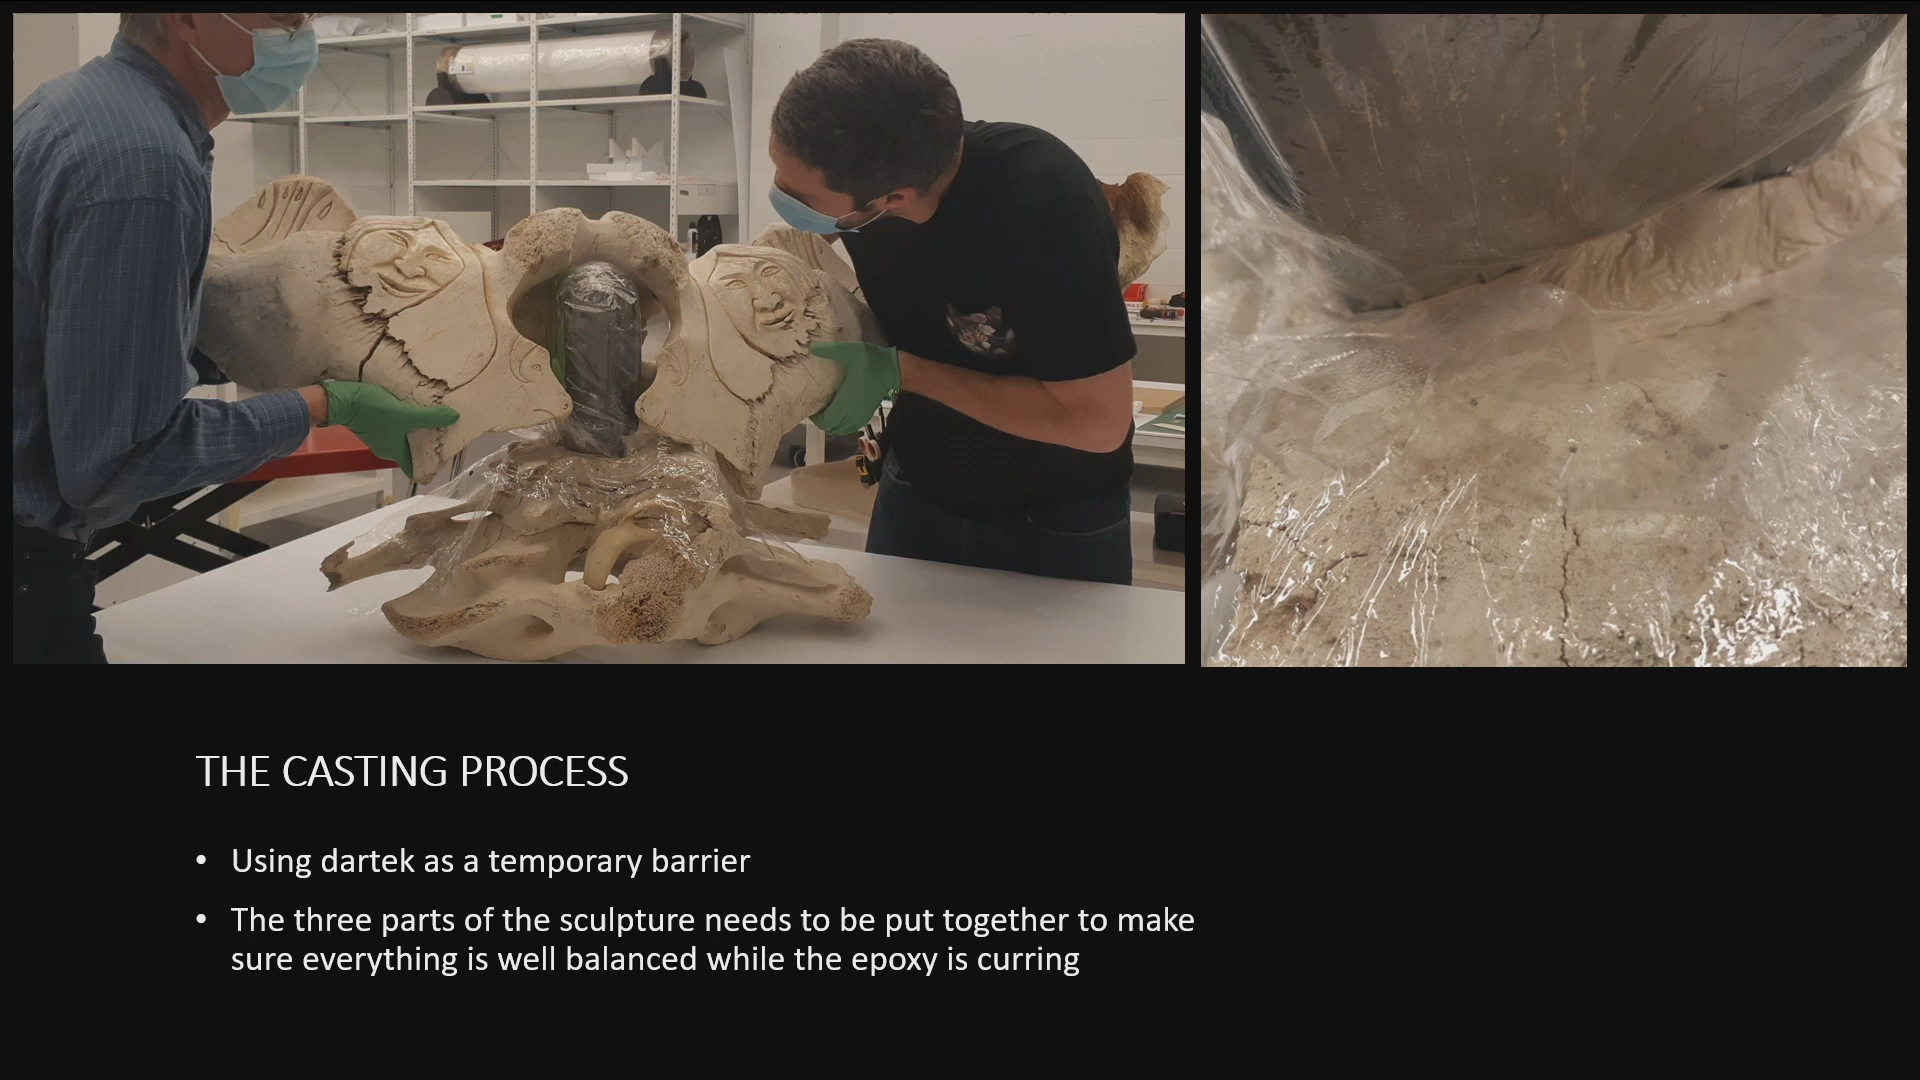 THE CASTING PROCESS
• Using dartek as a temporary barrier
• The three parts of the sculpture needs to be put together to make
sure everything is well balanced while the epoxy is curring